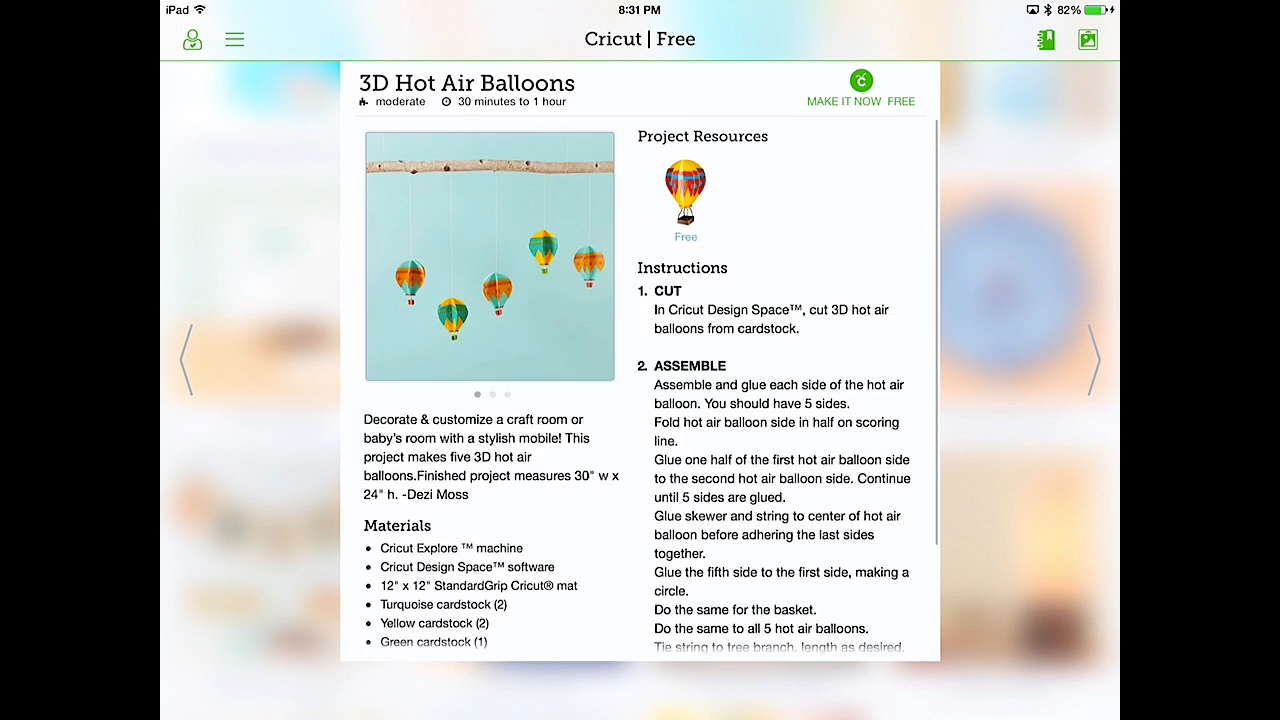 iPad
8:31 PM
82%
Cricut | Free
3D Hot Air Balloons
moderate 30 minutes to 1 hour
MAKE IT NOW FREE
Decorate & customize a craft room or
baby's room with a stylish mobile! This
project makes five 3D hot air
balloons.Finished project measures 30" w x
24" h. -Dezi Moss
Materials
• Cricut Explore ™ machine
• Cricut Design Space™ software
• 12" x 12" StandardGrip Cricut® mat
• Turquoise cardstock (2)
• Yellow cardstock (2)
• Green cardstock (1)
Project Resources
Free
Instructions
1. CUT
In Cricut Design Space™, cut 3D hot air
balloons from cardstock.
2. ASSEMBLE
Assemble and glue each side of the hot air
balloon. You should have 5 sides.
Fold hot air balloon side in half on scoring
line.
Glue one half of the first hot air balloon side
to the second hot air balloon side. Continue
until 5 sides are glued.
Glue skewer and string to center of hot air
balloon before adhering the last sides
together.
Glue the fifth side to the first side, making a
circle.
Do the same for the basket.
Do the same to all 5 hot air balloons.
Tie string to tree branch, length as desired.